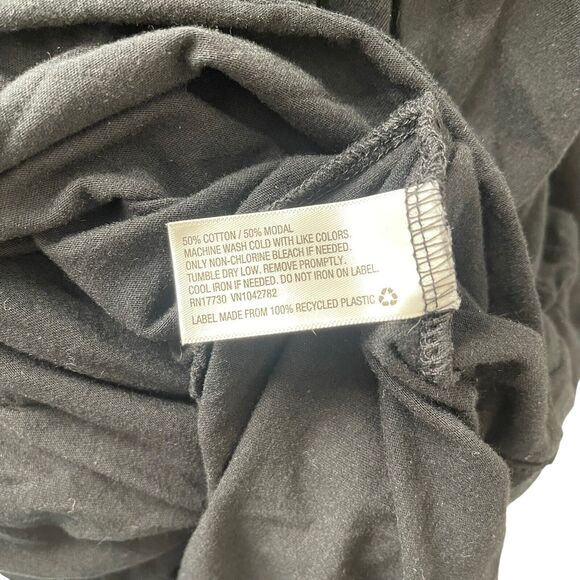 50% COTTON / 50% MODAL
MACHINE WASH COLD WITH LIKE COLORS.
ONLY NON-CHLORINE BLEACH IF NEEDED.
TUMBLE DRY LOW. REMOVE PROMPTLY.
COOL IRON IF NEEDED. DO NOT IRON ON LABEL.
RN17730 VN1042782
LABEL MADE FROM 100% RECYCLED PLASTIC